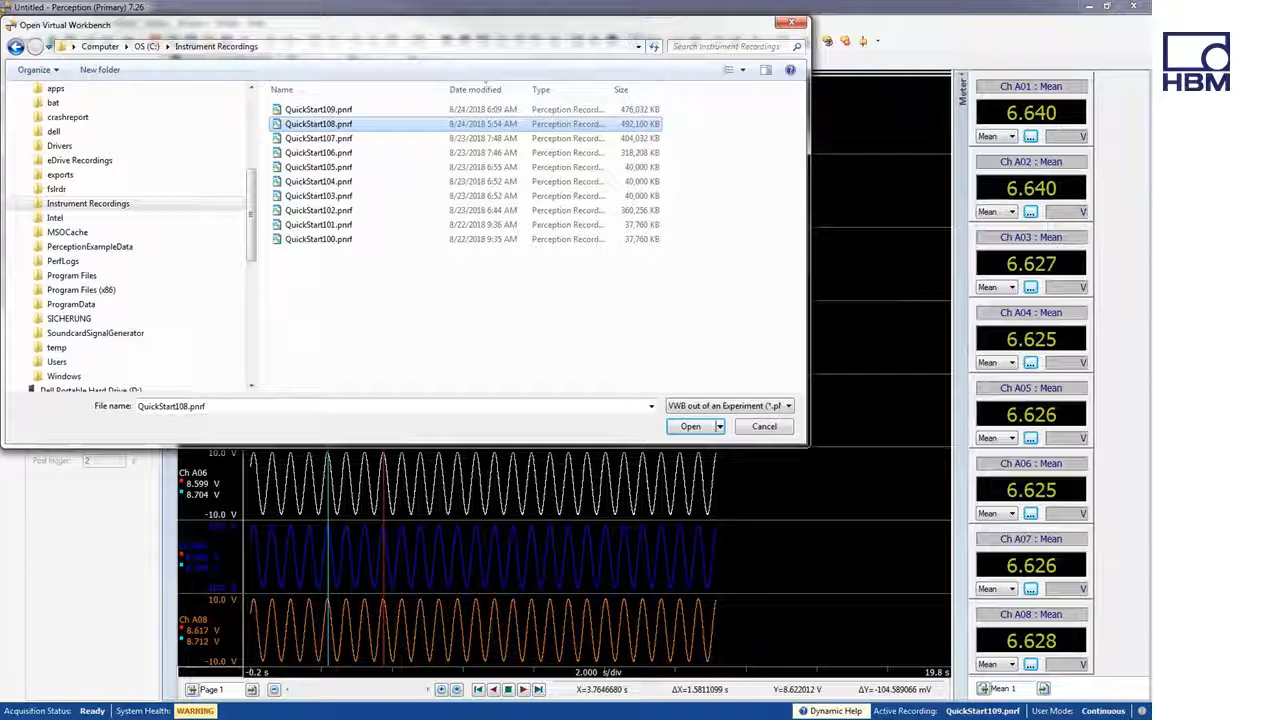 Untitled - Perception (Primary) 7.26
Open Virtual Workbench
Computer
OS (C:)
Instrument Recordings
Search Instrument Recordings
Organize
New folder
apps
bat
crashreport
dell
Drivers
eDrive Recordings
exports
fslrdr
Instrument Recordings
Intel
MSOCache
PerceptionExampleData
PerfLogs
Program Files
Program Files (x86)
ProgramData
SICHERUNG
SoundcardSignalGenerator
temp
Users
Windows
Dell Portable Hard Drive (D:)
Name Date modified Type Size
QuickStart109.pnrf 8/24/2018 6:09 AM Perception Record... 476,032 KB
QuickStart108.pnrf 8/24/2018 5:54 AM Perception Record... 492,160 KB
QuickStart107.pnrf 8/23/2018 7:48 AM Perception Record... 404,032 KB
QuickStart106.pnrf 8/23/2018 7:46 AM Perception Record... 318,208 KB
QuickStart105.pnrf 8/23/2018 6:55 AM Perception Record... 40,000 KB
QuickStart104.pnrf 8/23/2018 6:52 AM Perception Record... 40,000 KB
QuickStart103.pnrf 8/23/2018 6:52 AM Perception Record... 40,000 KB
QuickStart102.pnrf 8/23/2018 6:44 AM Perception Record... 360,256 KB
QuickStart101.pnrf 8/22/2018 9:36 AM Perception Record... 37,760 KB
QuickStart100.pnrf 8/22/2018 9:35 AM Perception Record... 37,760 KB
File name: QuickStart108.pnrf
VWB out of an Experiment (*.pl
Open
Cancel
Post trigger: 2
10.0 V
Ch A06
8.599 V
8.704 V
-10.0 V
10.0 V
Ch A08
8.617 V
8.712 V
-10.0 V
-0.2 s
2.000 s/div
19.8 s
Page 1
X=3.7646680 s
ΔX=1.5811099 s
Y=8.622012 V
ΔY=-104.589066 mV
Meter
Ch A01 : Mean
6.640
Mean ... V
Ch A02 : Mean
6.640
Mean ... V
Ch A03 : Mean
6.627
Mean ... V
Ch A04 : Mean
6.625
Mean ... V
Ch A05 : Mean
6.626
Mean ... V
Ch A06 : Mean
6.625
Mean ... V
Ch A07 : Mean
6.626
Mean ... V
Ch A08 : Mean
6.628
Mean ... V
Mean 1
HBM
Acquisition Status: Ready
System Health: WARNING
Dynamic Help
Active Recording: QuickStart109.pnrf
User Mode: Continuous